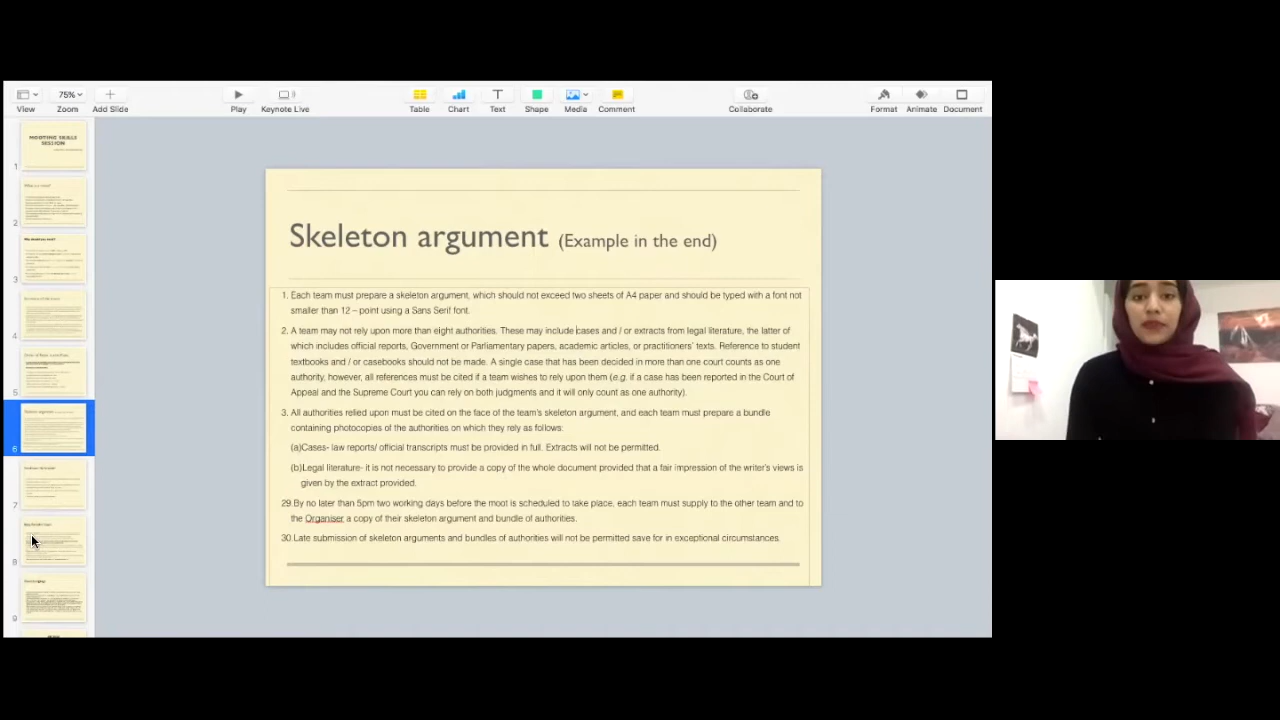 75%
View
Zoom
Add Slide
Play
Keynote Live
Table
Chart
Text
Shape
Media
Comment
Collaborate
Format
Animate
Document
MOOTING SKILLS
SESSION
1
2
3
4
5
6
7
8
9
Skeleton argument (Example in the end)
1. Each team must prepare a skeleton argument, which should not exceed two sheets of A4 paper and should be typed with a font not
smaller than 12 – point using a Sans Serif font.
2. A team may not rely upon more than eight authorities. These may include cases and / or extracts from legal literature, the latter of
which includes official reports, Government or Parliamentary papers, academic articles, or practitioners' texts. Reference to student
textbooks and / or casebooks should not be made. A single case that has been decided in more than one court counts as one
authority, however, all references must be cited if a team wishes to rely upon them (e.g. if a case has been reported in the Court of
Appeal and the Supreme Court you can rely on both judgments and it will only count as one authority).
3. All authorities relied upon must be cited on the face of the team's skeleton argument, and each team must prepare a bundle
containing photocopies of the authorities on which they rely as follows:
(a)Cases- law reports/ official transcripts must be provided in full. Extracts will not be permitted.
(b)Legal literature- it is not necessary to provide a copy of the whole document provided that a fair impression of the writer's views is
given by the extract provided.
29.By no later than 5pm two working days before the moot is scheduled to take place, each team must supply to the other team and to
the Organiser a copy of their skeleton argument and bundle of authorities.
30.Late submission of skeleton arguments and bundles of authorities will not be permitted save for in exceptional circumstances.